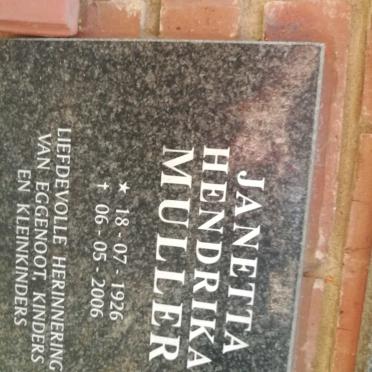 JANETTA
HENDRIKA
MULLER
★ 18 - 07 - 1926
† 06 - 05 - 2006
LIEFDEVOLLE HERINNERING
VAN EGGENOOT, KINDERS
EN KLEINKINDERS